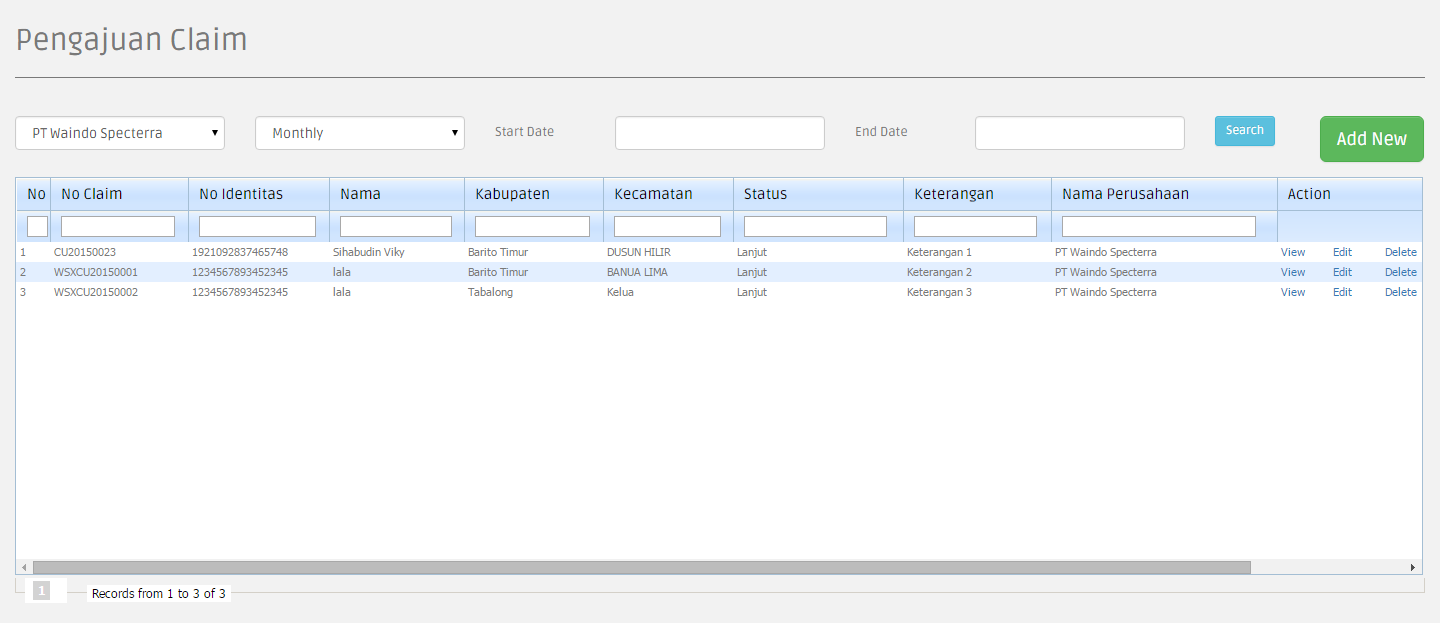 Pengajuan Claim
PT Waindo Specterra Monthly Start Date End Date Search Add New
No No Claim No Identitas Nama Kabupaten Kecamatan Status Keterangan Nama Perusahaan Action
1 CU20150023 1921092837465748 Sihabudin Viky Barito Timur DUSUN HILIR Lanjut Keterangan 1 PT Waindo Specterra View Edit Delete
2 WSXCU20150001 1234567893452345 lala Barito Timur BANUA LIMA Lanjut Keterangan 2 PT Waindo Specterra View Edit Delete
3 WSXCU20150002 1234567893452345 lala Tabalong Kelua Lanjut Keterangan 3 PT Waindo Specterra View Edit Delete
1 Records from 1 to 3 of 3